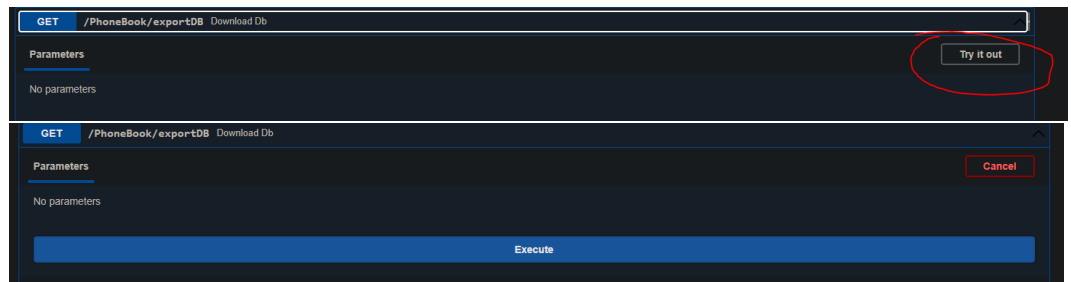 GET /PhoneBook/exportDB Download Db
Parameters Try it out
No parameters
GET /PhoneBook/exportDB Download Db
Parameters Cancel
No parameters
Execute